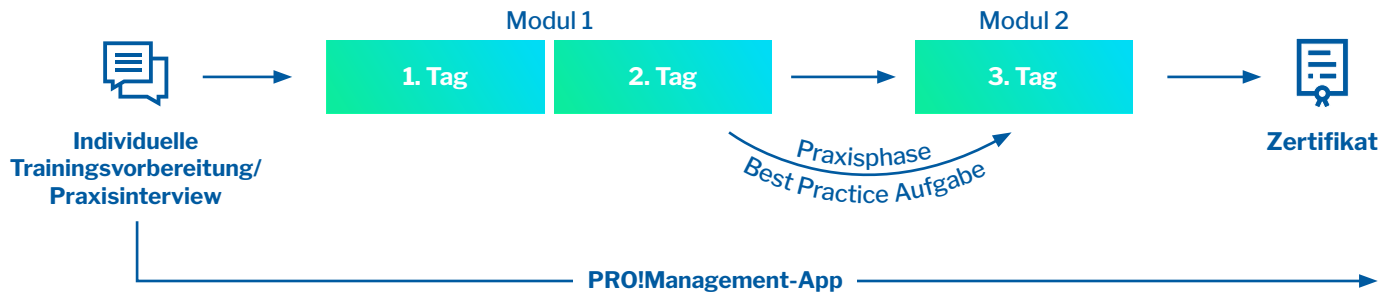 Modul 1
Modul 2
1. Tag
2. Tag
3. Tag
Individuelle
Trainingsvorbereitung/
Praxisinterview
Praxisphase
Best Practice Aufgabe
Zertifikat
PRO!Management-App